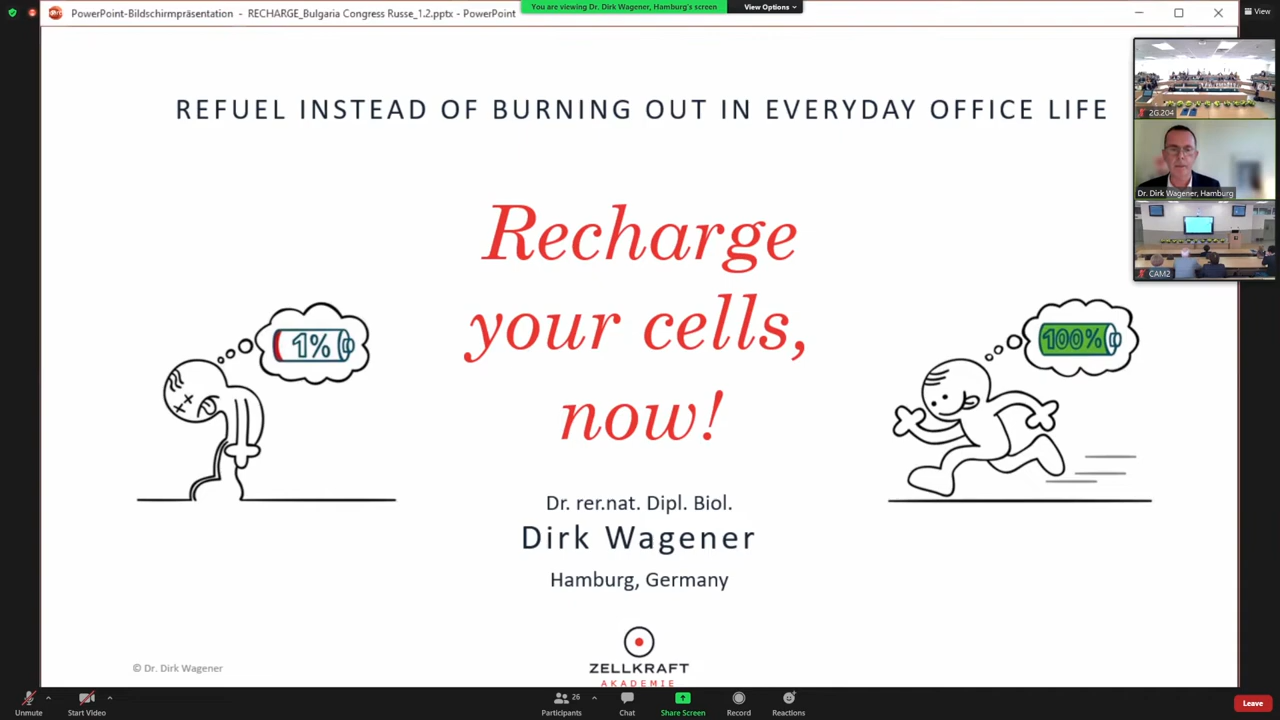 PowerPoint-Bildschirmpräsentation - RECHARGE_Bulgaria Congress Russe_1.2.pptx - PowerPoint
You are viewing Dr. Dirk Wagener, Hamburg's screen
View Options
View
REFUEL INSTEAD OF BURNING OUT IN EVERYDAY OFFICE LIFE
2G.204
Dr. Dirk Wagener, Hamburg
CAM2
Recharge
your cells,
now!
1%
100%
Dr. rer.nat. Dipl. Biol.
Dirk Wagener
Hamburg, Germany
ZELLKRAFT
AKADEMIE
© Dr. Dirk Wagener
Unmute
Start Video
Participants
26
Chat
Share Screen
Record
Reactions
Leave